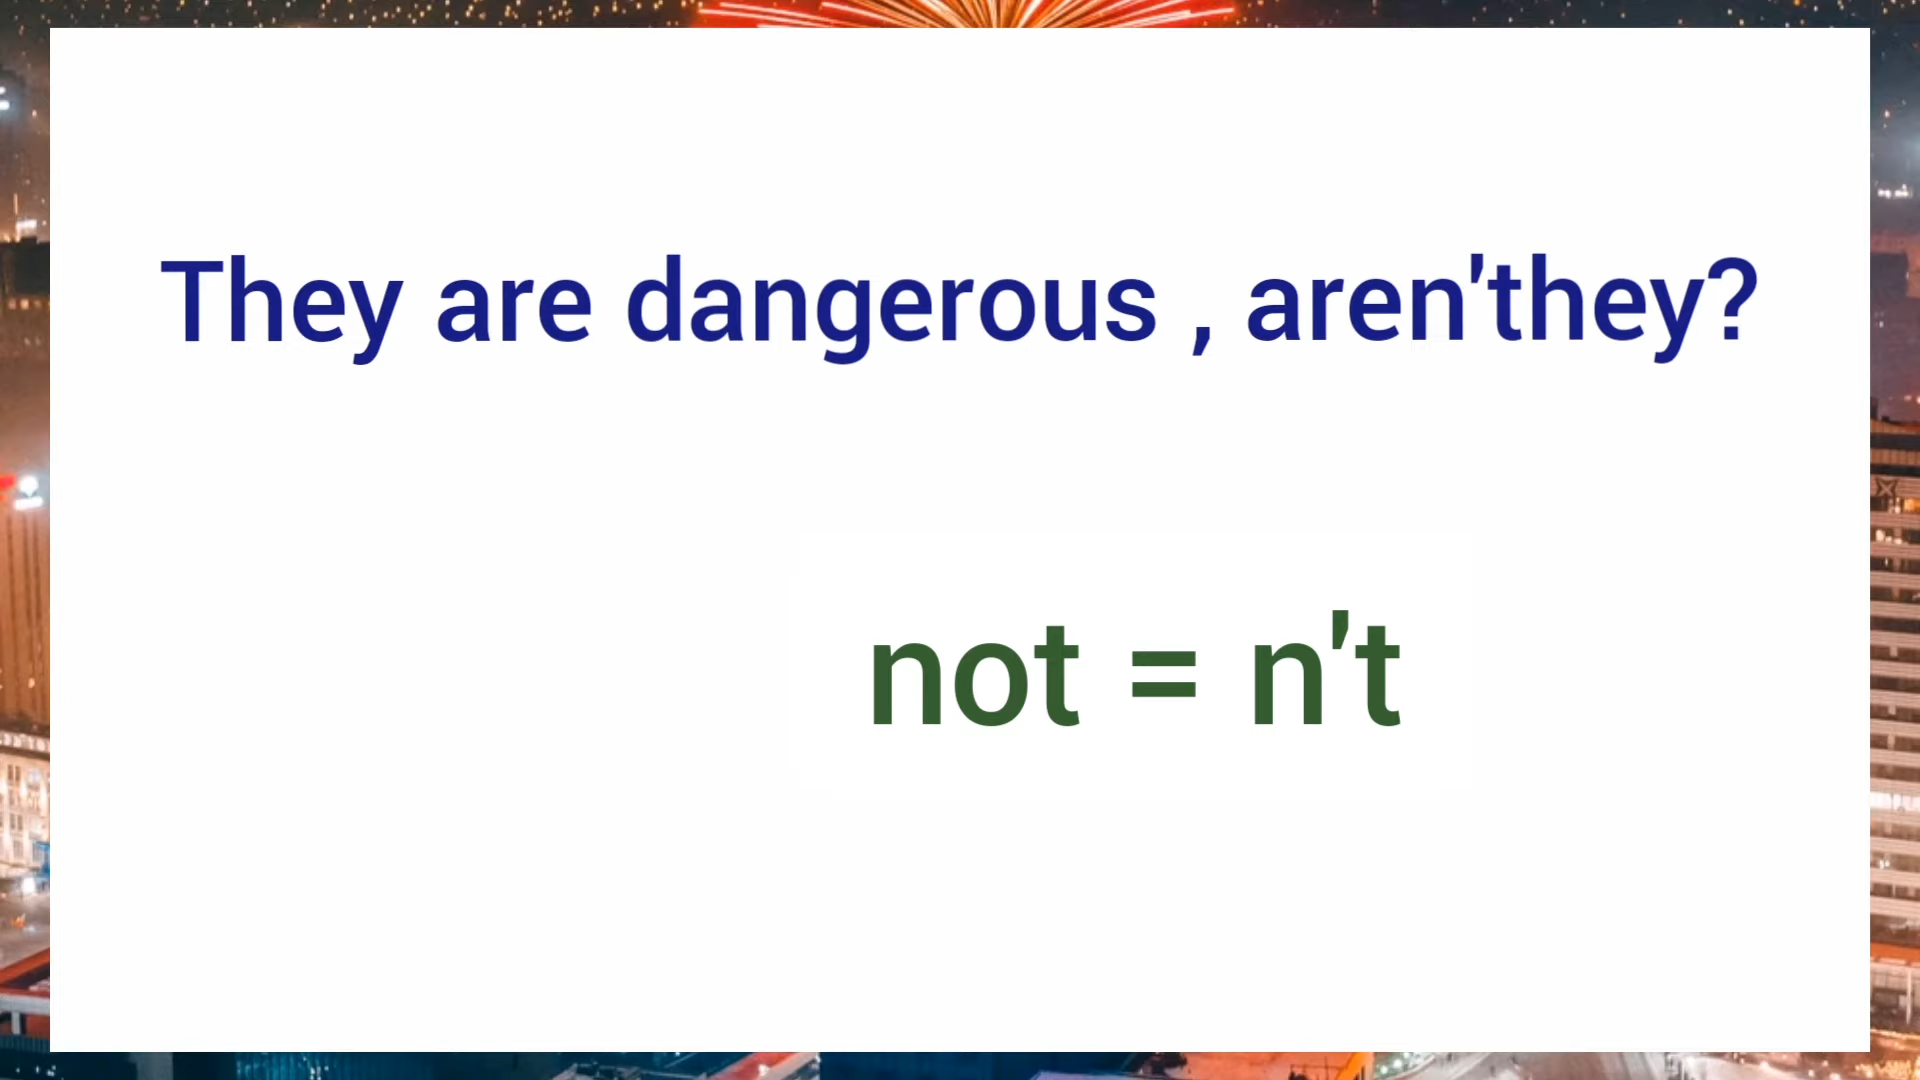 They are dangerous , aren'they?
not = n't